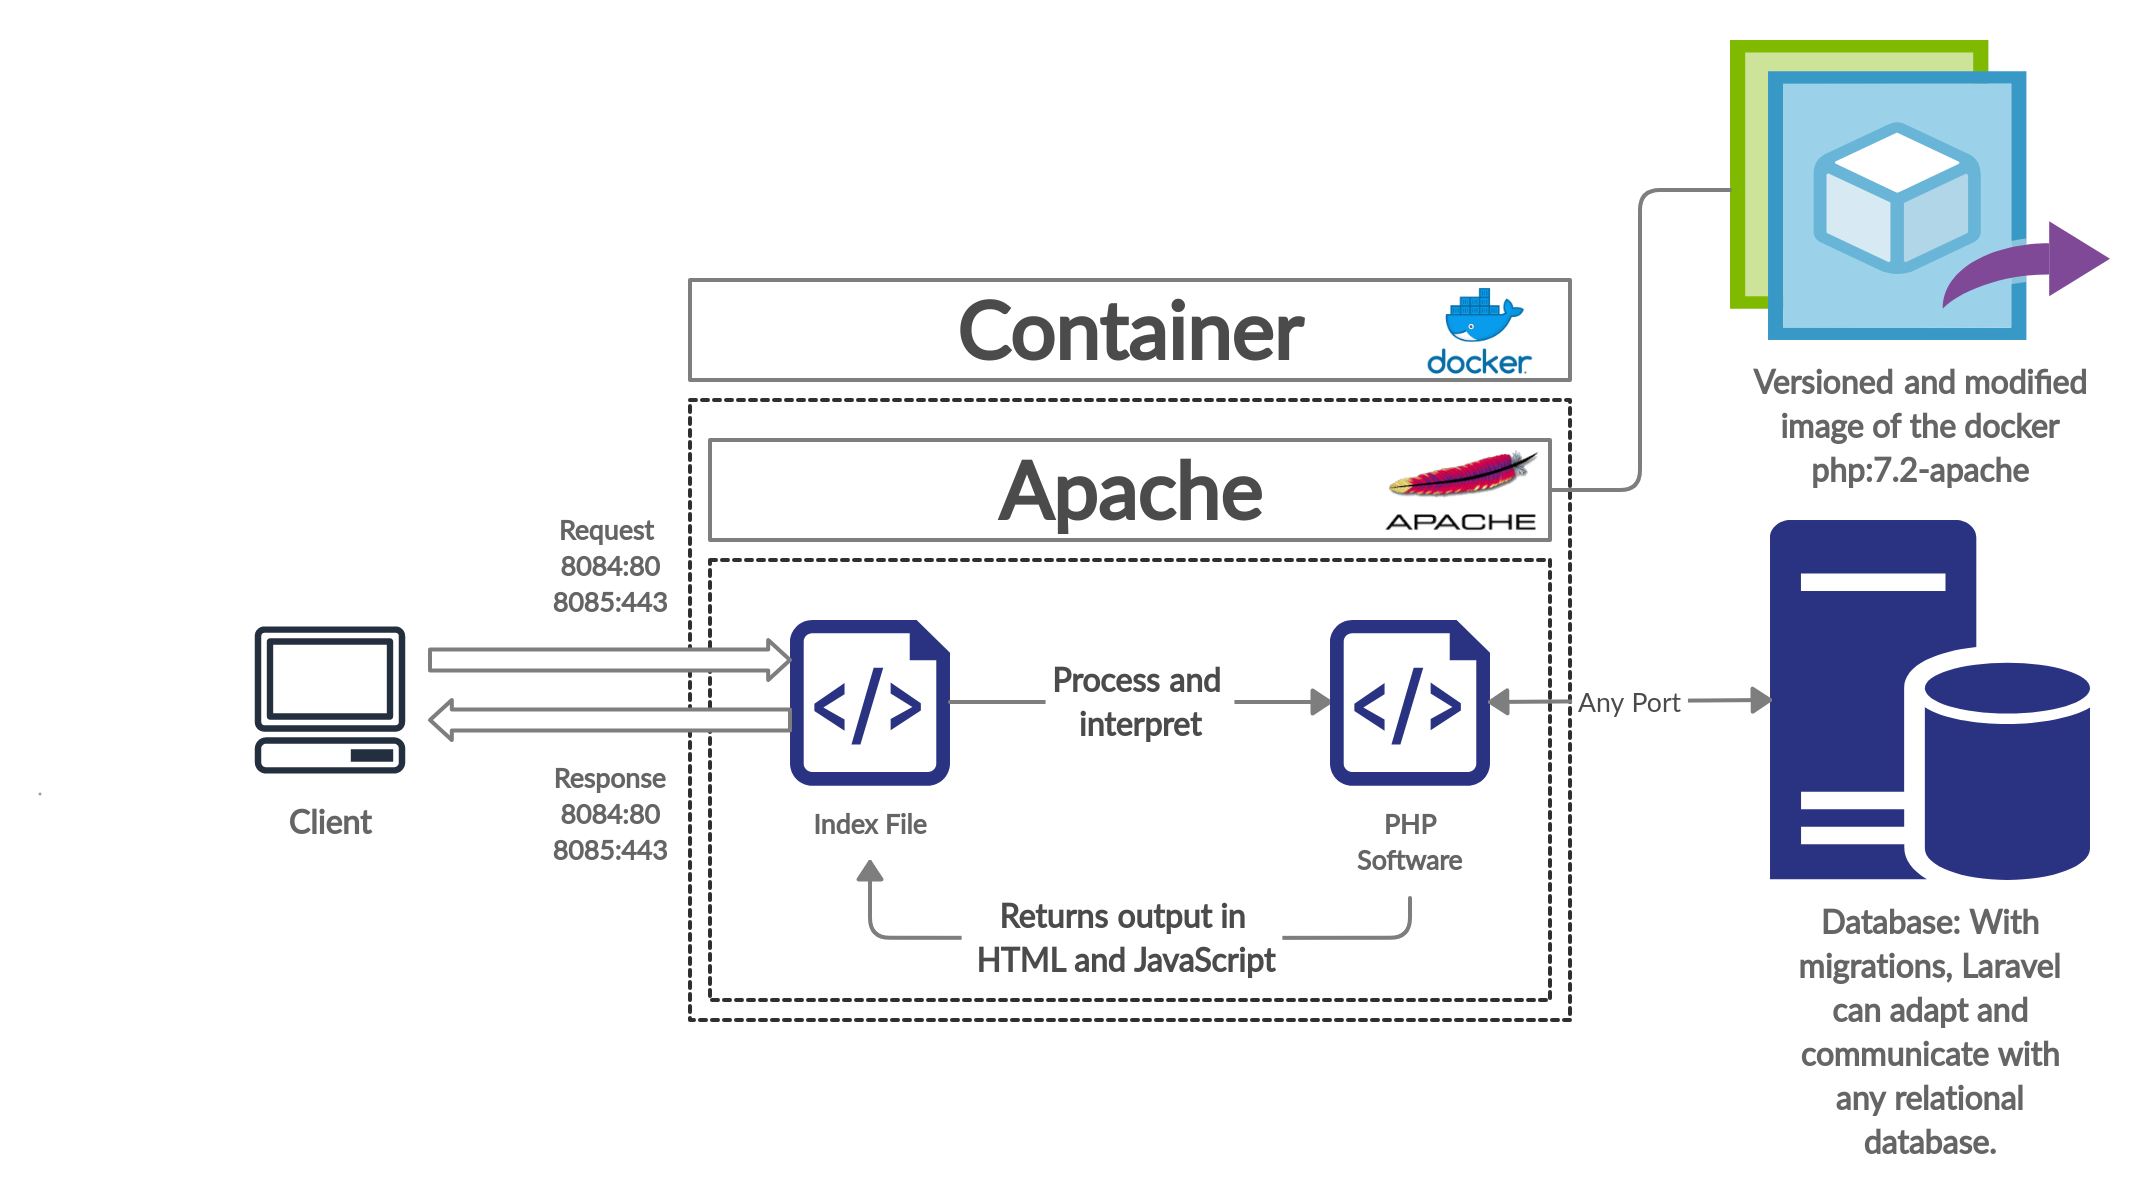 Container
docker
Versioned and modified
image of the docker
php:7.2-apache
Apache
APACHE
Request
8084:80
8085:443
Process and
interpret
Any Port
Response
8084:80
8085:443
Client
Index File
PHP
Software
Returns output in
HTML and JavaScript
Database: With
migrations, Laravel
can adapt and
communicate with
any relational
database.